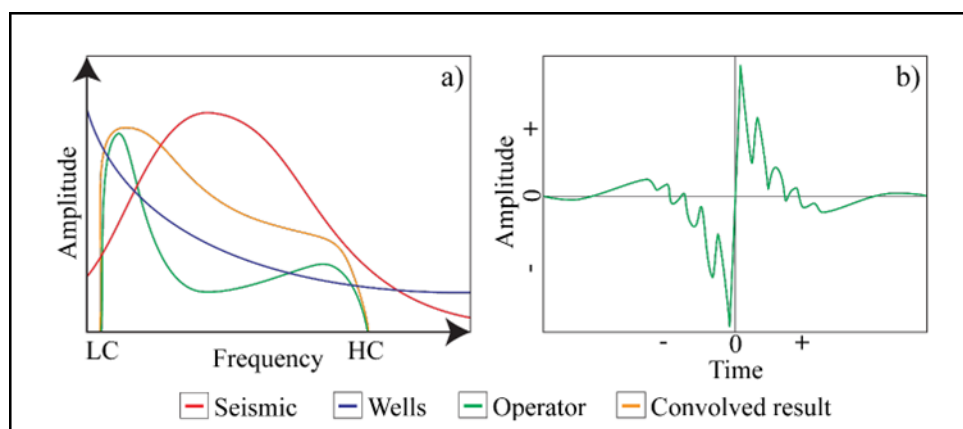 a)
Amplitude
LC
Frequency
HC
b)
Amplitude
+
0
-
- 0 +
Time
Seismic Wells Operator Convolved result